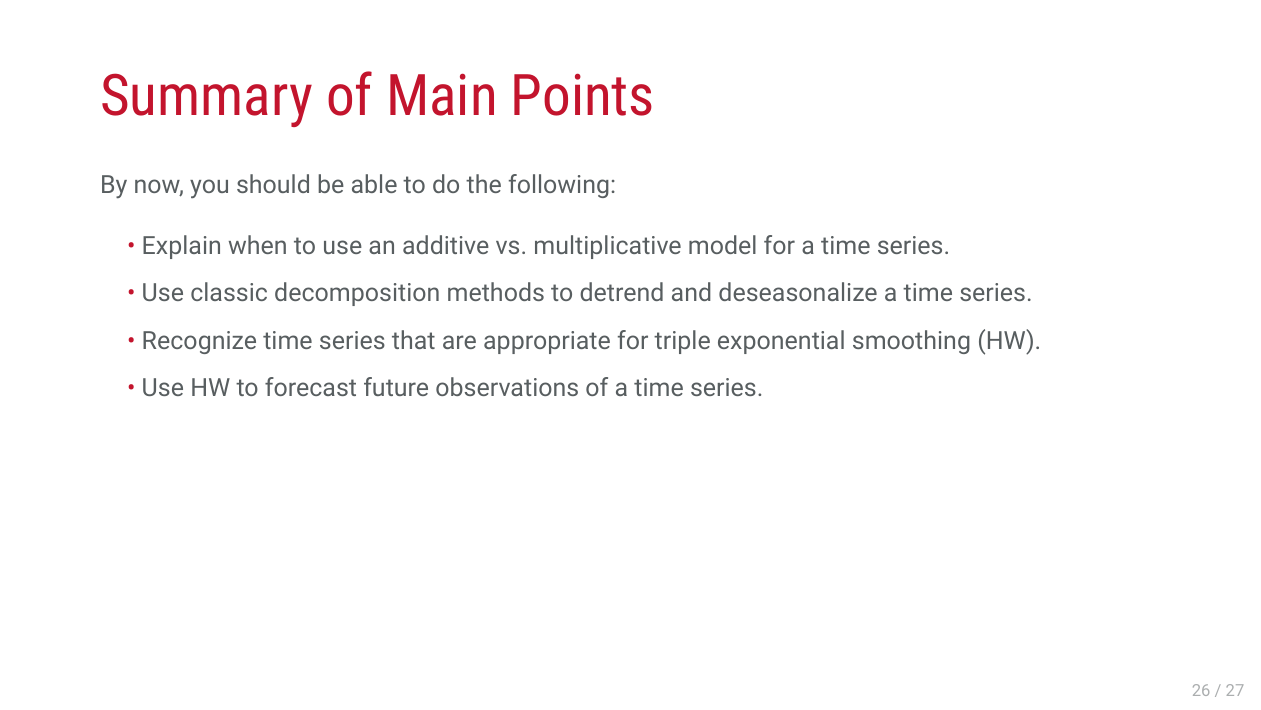 Summary of Main Points
By now, you should be able to do the following:
• Explain when to use an additive vs. multiplicative model for a time series.
• Use classic decomposition methods to detrend and deseasonalize a time series.
• Recognize time series that are appropriate for triple exponential smoothing (HW).
• Use HW to forecast future observations of a time series.
26 / 27